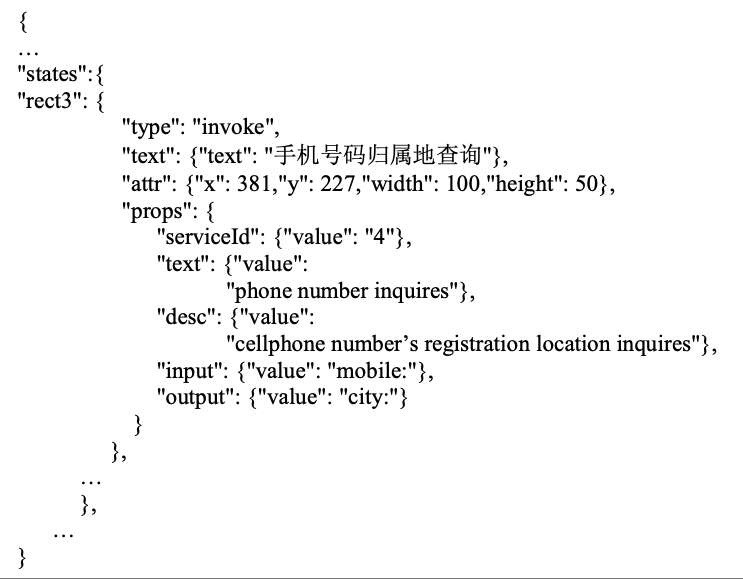 {
…
"states":{
"rect3": {
"type": "invoke",
"text": {"text": "手机号码归属地查询"},
"attr": {"x": 381,"y": 227,"width": 100,"height": 50},
"props": {
"serviceId": {"value": "4"},
"text": {"value":
"phone number inquires"},
"desc": {"value":
"cellphone number’s registration location inquires"},
"input": {"value": "mobile:"},
"output": {"value": "city:"}
}
},
…
},
…
}